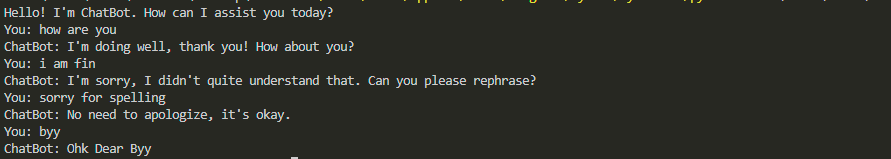 Hello! I'm ChatBot. How can I assist you today?
You: how are you
ChatBot: I'm doing well, thank you! How about you?
You: i am fin
ChatBot: I'm sorry, I didn't quite understand that. Can you please rephrase?
You: sorry for spelling
ChatBot: No need to apologize, it's okay.
You: byy
ChatBot: Ohk Dear Byy